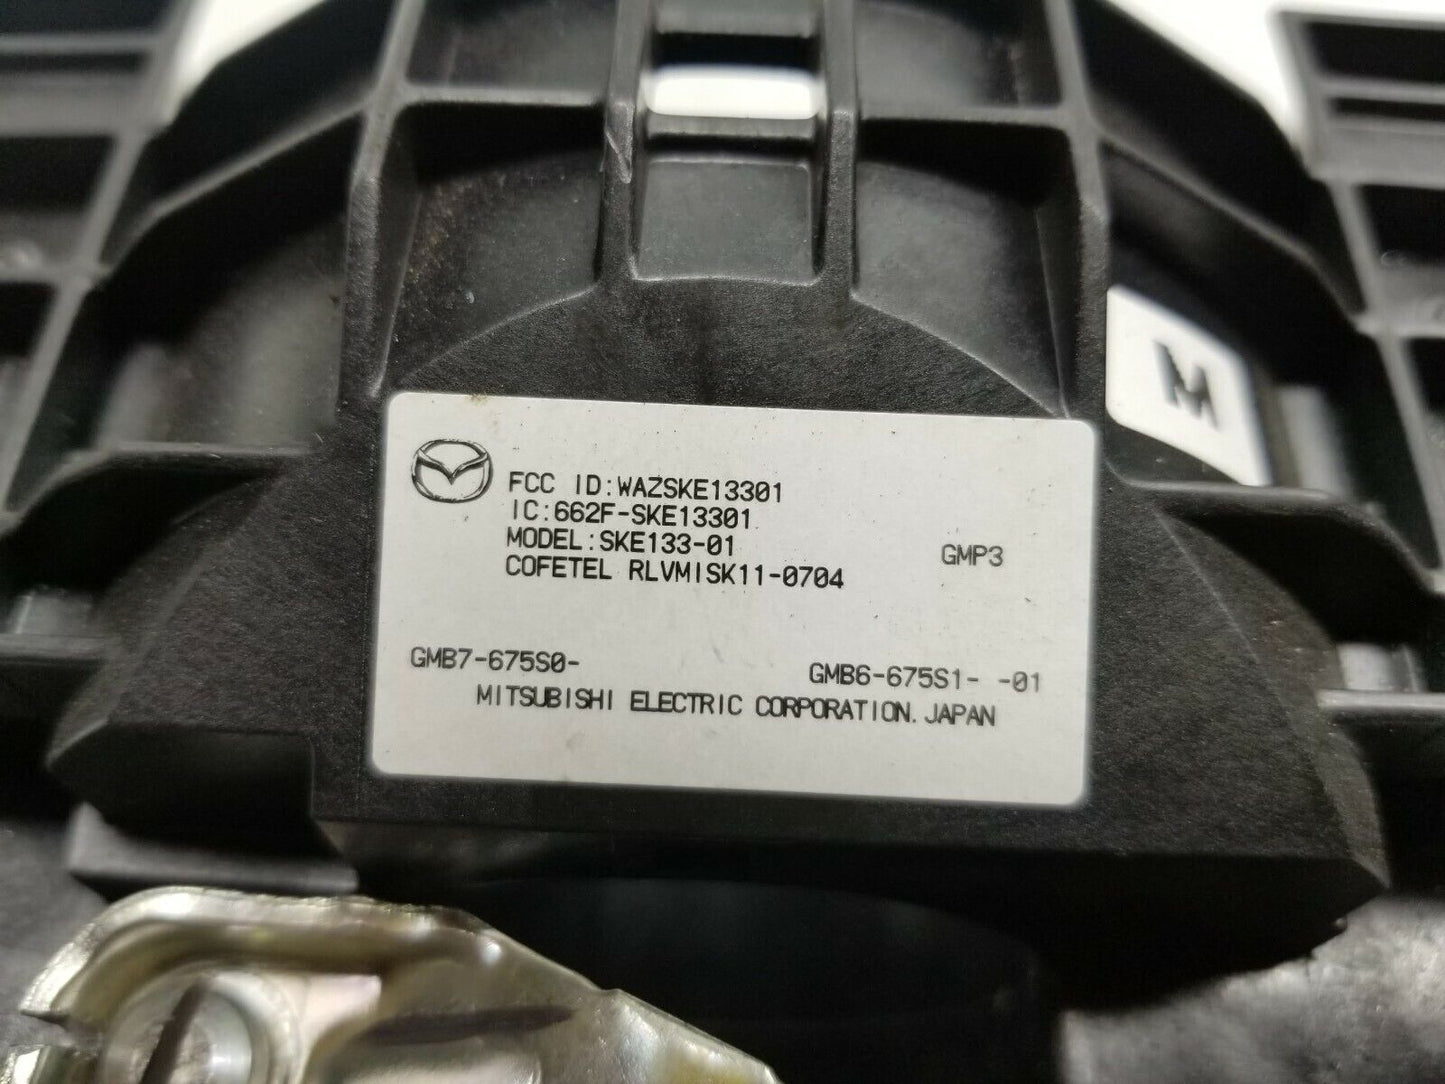 M
FCC ID:WAZSKE13301
IC:662F-SKE13301
MODEL:SKE133-01
GMP3
COFETEL RLVMISK11-0704
GMB7-675S0-
GMB6-675S1- -01
MITSUBISHI ELECTRIC CORPORATION. JAPAN